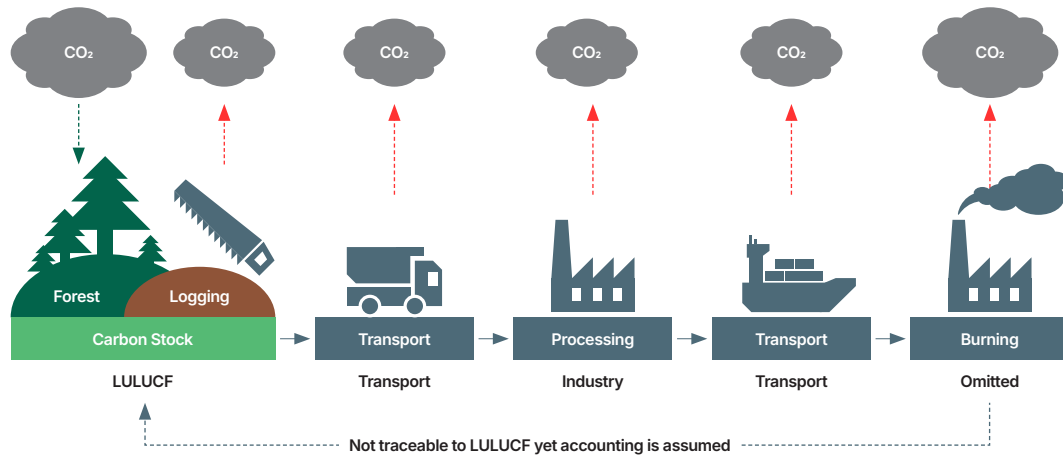 CO₂
CO₂
CO₂
CO₂
CO₂
CO₂
Forest
Logging
Carbon Stock
Transport
Processing
Transport
Burning
LULUCF
Transport
Industry
Transport
Omitted
Not traceable to LULUCF yet accounting is assumed